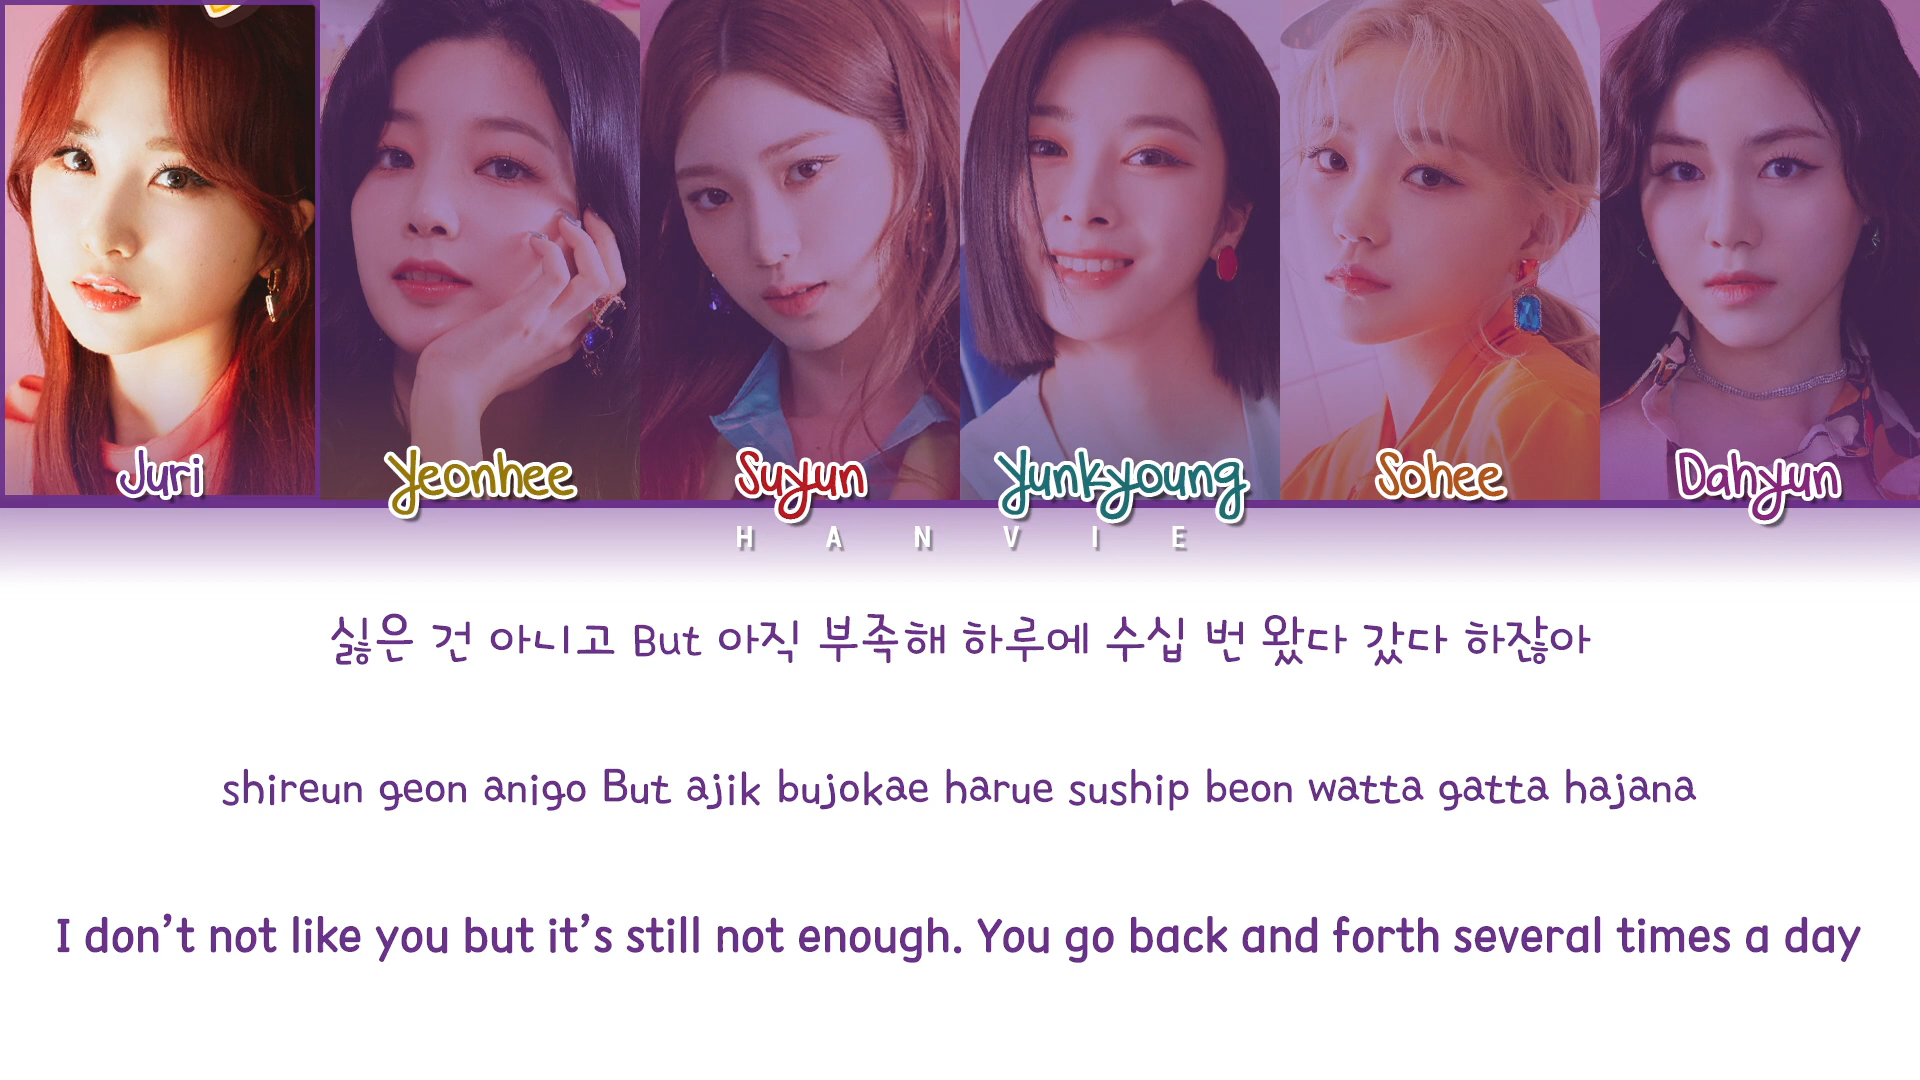 Juri Yeonhee Suyun Yunkyoung Sohee Dahyun
HANVIE
싫은 건 아니고 But 아직 부족해 하루에 수십 번 왔다 갔다 하잖아
shireun geon anigo But ajik bujokae harue suship beon watta gatta hajana
I don't not like you but it's still not enough. You go back and forth several times a day